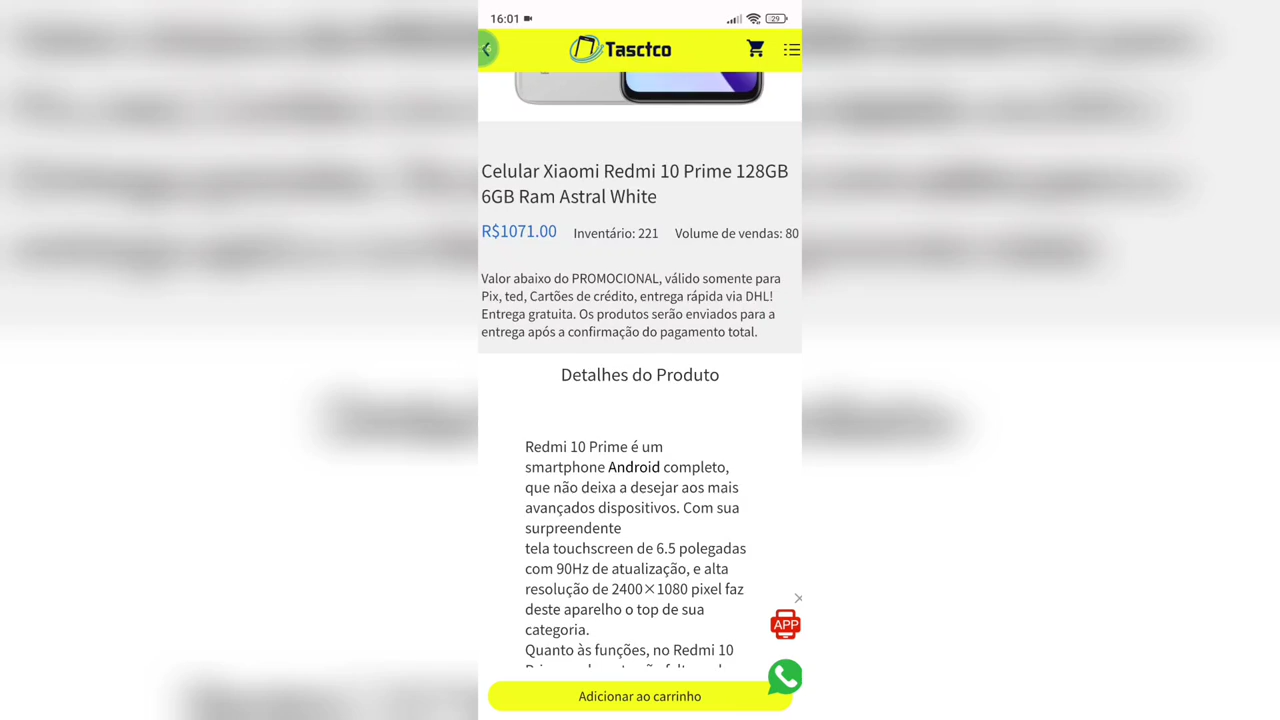 16:01
29
Tasctco
Celular Xiaomi Redmi 10 Prime 128GB
6GB Ram Astral White
R$1071.00 Inventário: 221 Volume de vendas: 80
Valor abaixo do PROMOCIONAL, válido somente para
Pix, ted, Cartões de crédito, entrega rápida via DHL!
Entrega gratuita. Os produtos serão enviados para a
entrega após a confirmação do pagamento total.
Detalhes do Produto
Redmi 10 Prime é um
smartphone Android completo,
que não deixa a desejar aos mais
avançados dispositivos. Com sua
surpreendente
tela touchscreen de 6.5 polegadas
com 90Hz de atualização, e alta
resolução de 2400×1080 pixel faz
deste aparelho o top de sua
categoria.
APP
Quanto às funções, no Redmi 10
Adicionar ao carrinho